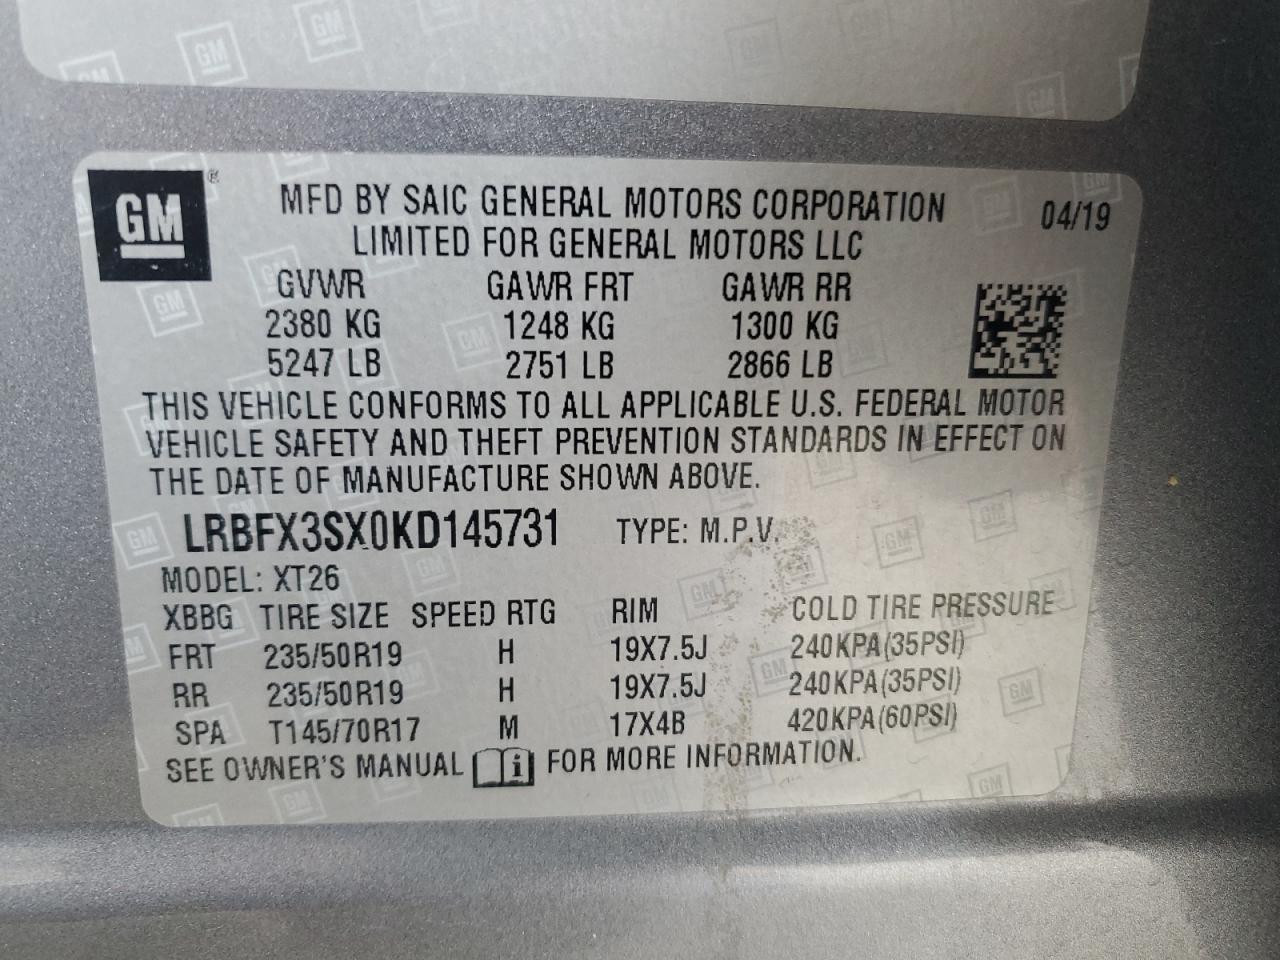 GM
MFD BY SAIC GENERAL MOTORS CORPORATION 04/19
LIMITED FOR GENERAL MOTORS LLC
GVWR GAWR FRT GAWR RR
2380 KG 1248 KG 1300 KG
5247 LB 2751 LB 2866 LB
THIS VEHICLE CONFORMS TO ALL APPLICABLE U.S. FEDERAL MOTOR
VEHICLE SAFETY AND THEFT PREVENTION STANDARDS IN EFFECT ON
THE DATE OF MANUFACTURE SHOWN ABOVE.
LRBFX3SX0KD145731 TYPE: M.P.V.
MODEL: XT26
XBBG TIRE SIZE SPEED RTG RIM COLD TIRE PRESSURE
FRT 235/50R19 H 19X7.5J 240KPA(35PSI)
RR 235/50R19 H 19X7.5J 240KPA(35PSI)
SPA T145/70R17 M 17X4B 420KPA(60PSI)
SEE OWNER'S MANUAL i FOR MORE INFORMATION.